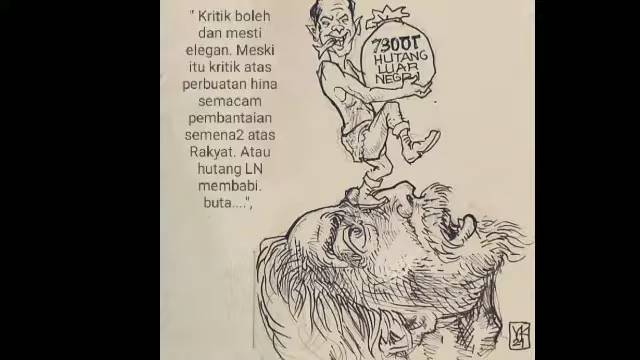 " Kritik boleh
dan mesti
elegan. Meski
itu kritik atas
perbuatan hina
semacam
pembantaian
semena2 atas
Rakyat. Atau
hutang LN
membabi.
buta....",
7300T
HUTANG
LUAR
NEGRI